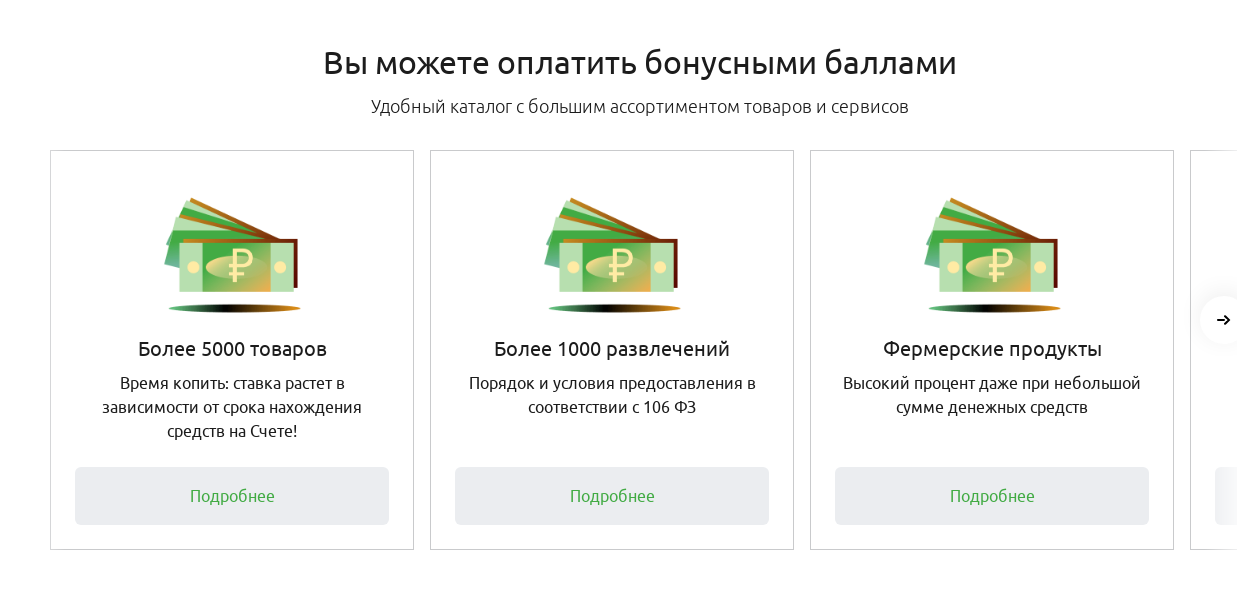 Вы можете оплатить бонусными баллами
Удобный каталог с большим ассортиментом товаров и сервисов
Более 5000 товаров
Время копить: ставка растет в
зависимости от срока нахождения
средств на Счете!
Подробнее
Более 1000 развлечений
Порядок и условия предоставления в
соответствии с 106 ФЗ
Подробнее
Фермерские продукты
Высокий процент даже при небольшой
сумме денежных средств
Подробнее